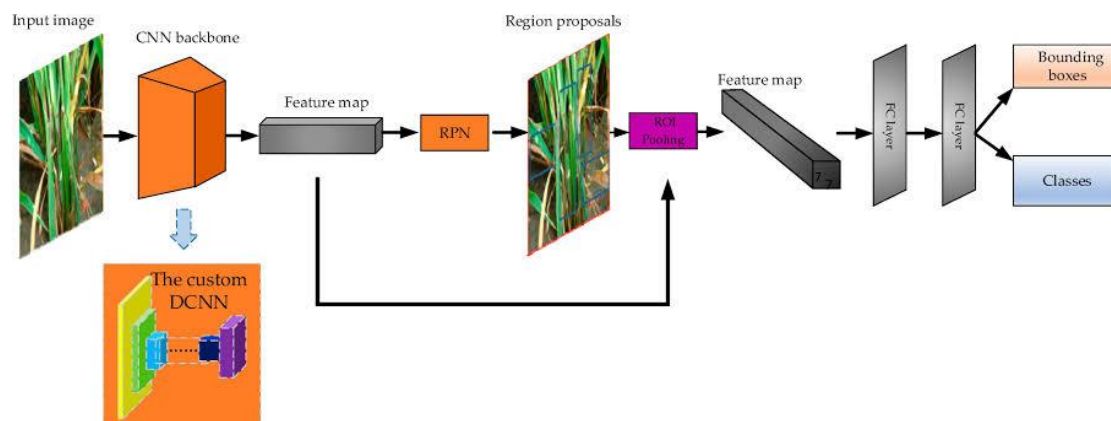 Input image
CNN backbone
Feature map
RPN
Region proposals
ROI
Pooling
Feature map
7
7
FC layer
FC layer
Bounding
boxes
Classes
The custom
DCNN